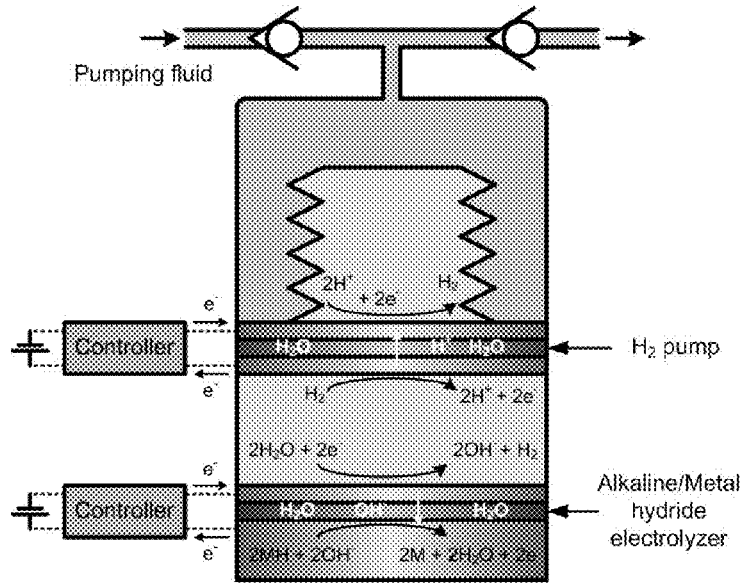 Pumping fluid
2H⁺ + 2e⁻ H₂
e⁻
Controller
H₂O H⁺ H₂O
H₂ pump
e⁻
H₂ 2H⁺ + 2e
2H₂O + 2e 2OH + H₂
e⁻
Controller
H₂O OH H₂O
Alkaline/Metal
hydride
electrolyzer
e⁻
2MH + 2OH 2M + 2H₂O + 2e